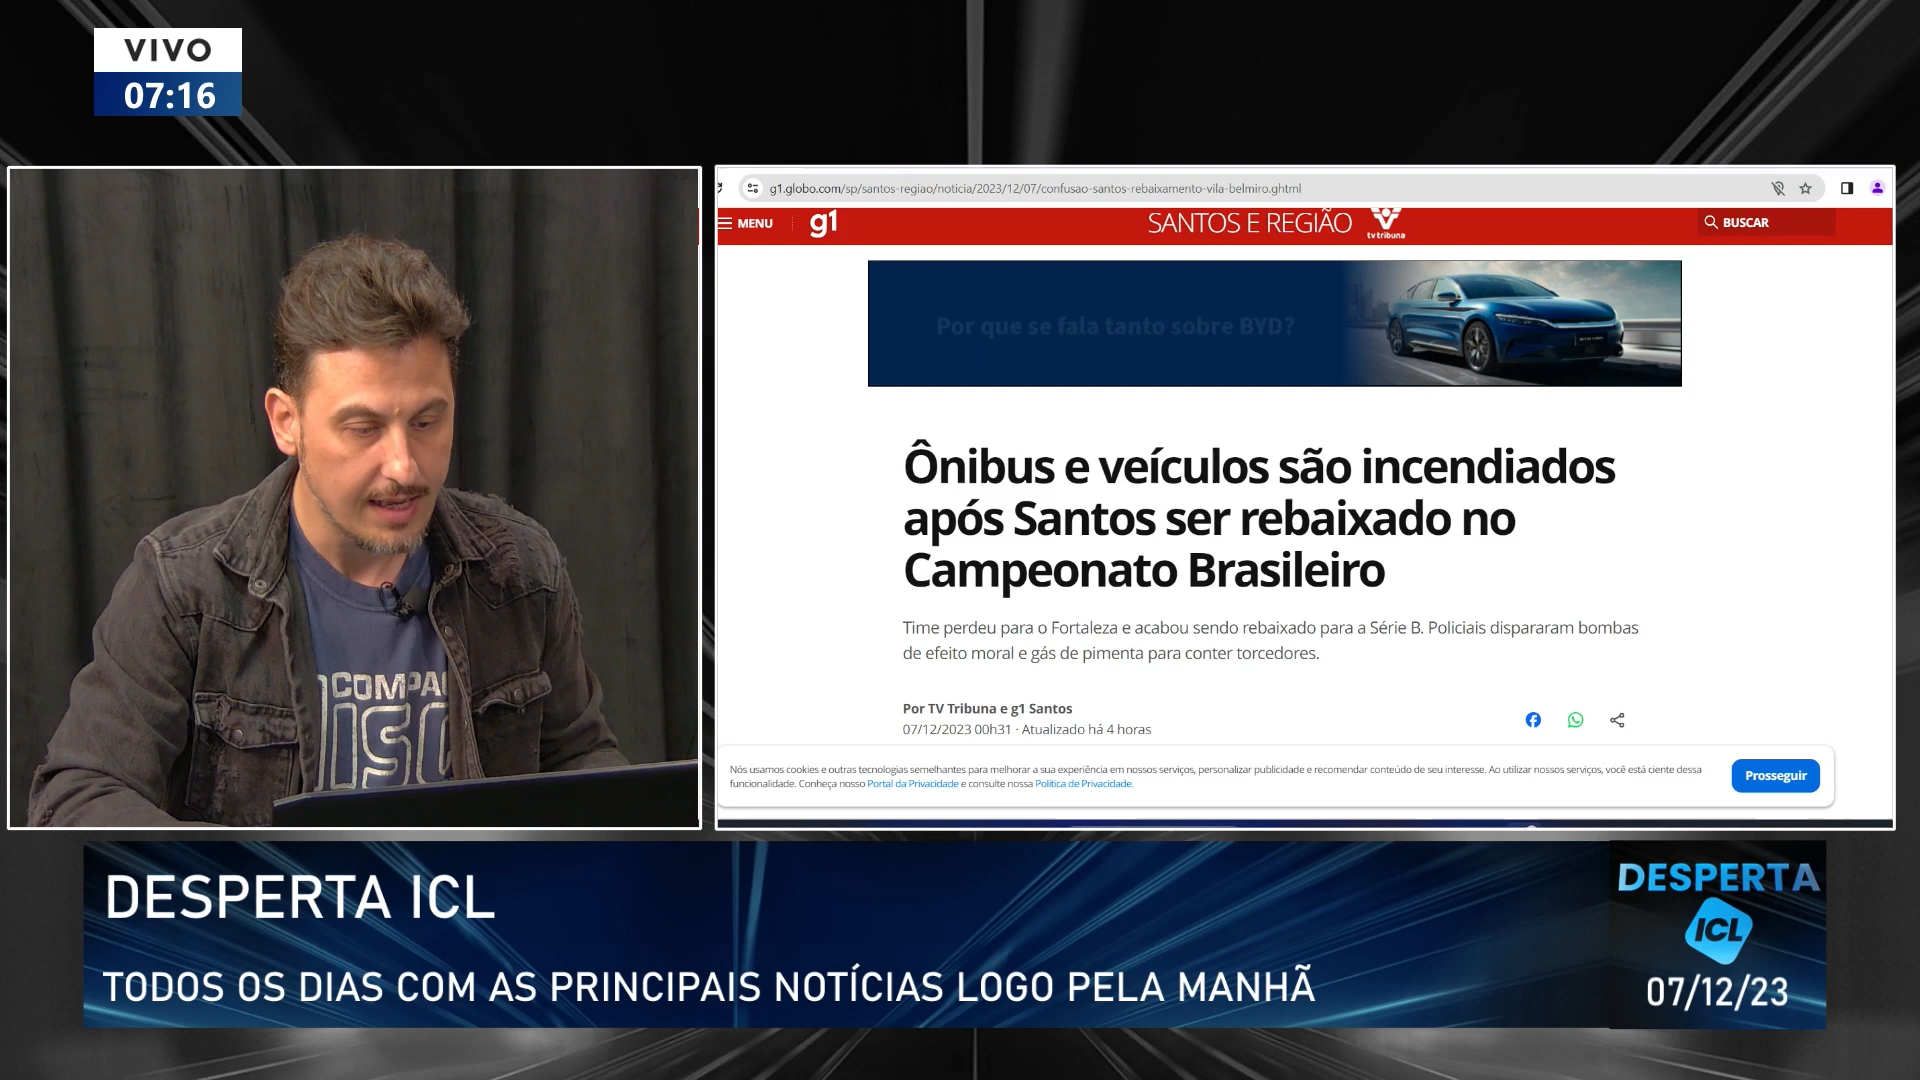 VIVO
07:16
g1.globo.com/sp/santos-regiao/noticia/2023/12/07/confusao-santos-rebaixamento-vila-belmiro.ghtml
MENU
g1
SANTOS E REGIÃO
tv tribuna
BUSCAR
Por que se fala tanto sobre BYD?
Ônibus e veículos são incendiados
após Santos ser rebaixado no
Campeonato Brasileiro
Time perdeu para o Fortaleza e acabou sendo rebaixado para a Série B. Policiais dispararam bombas
de efeito moral e gás de pimenta para conter torcedores.
Por TV Tribuna e g1 Santos
07/12/2023 00h31 · Atualizado há 4 horas
Nós usamos cookies e outras tecnologias semelhantes para melhorar a sua experiência em nossos serviços, personalizar publicidade e recomendar conteúdo de seu interesse. Ao utilizar nossos serviços, você está ciente dessa
funcionalidade. Conheça nosso Portal da Privacidade e consulte nossa Política de Privacidade.
Prosseguir
DESPERTA ICL
TODOS OS DIAS COM AS PRINCIPAIS NOTÍCIAS LOGO PELA MANHÃ
DESPERTA
ICL
07/12/23